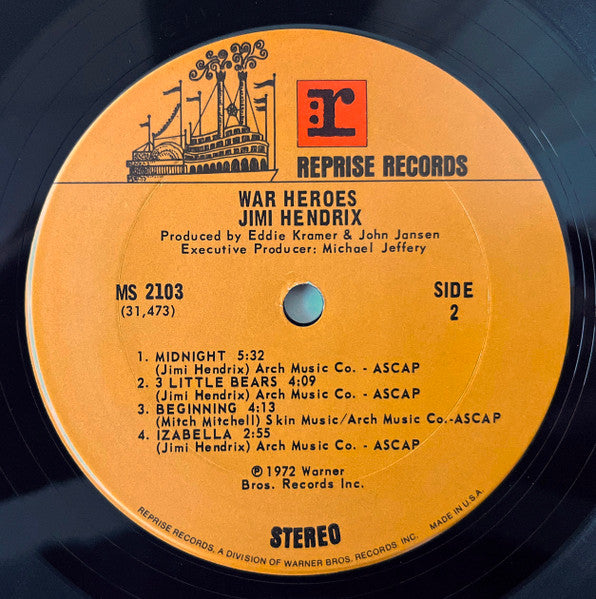 r
REPRISE RECORDS
WAR HEROES
JIMI HENDRIX
Produced by Eddie Kramer & John Jansen
Executive Producer: Michael Jeffery
MS 2103
(31,473)
SIDE
2
1. MIDNIGHT 5:32
(Jimi Hendrix) Arch Music Co. - ASCAP
2. 3 LITTLE BEARS 4:09
(Jimi Hendrix) Arch Music Co. - ASCAP
3. BEGINNING 4:13
(Mitch Mitchell) Skin Music/Arch Music Co.-ASCAP
4. IZABELLA 2:55
(Jimi Hendrix) Arch Music Co. - ASCAP
℗ 1972 Warner
Bros. Records Inc.
STEREO
REPRISE RECORDS, A DIVISION OF WARNER BROS. RECORDS, INC. MADE IN U.S.A.